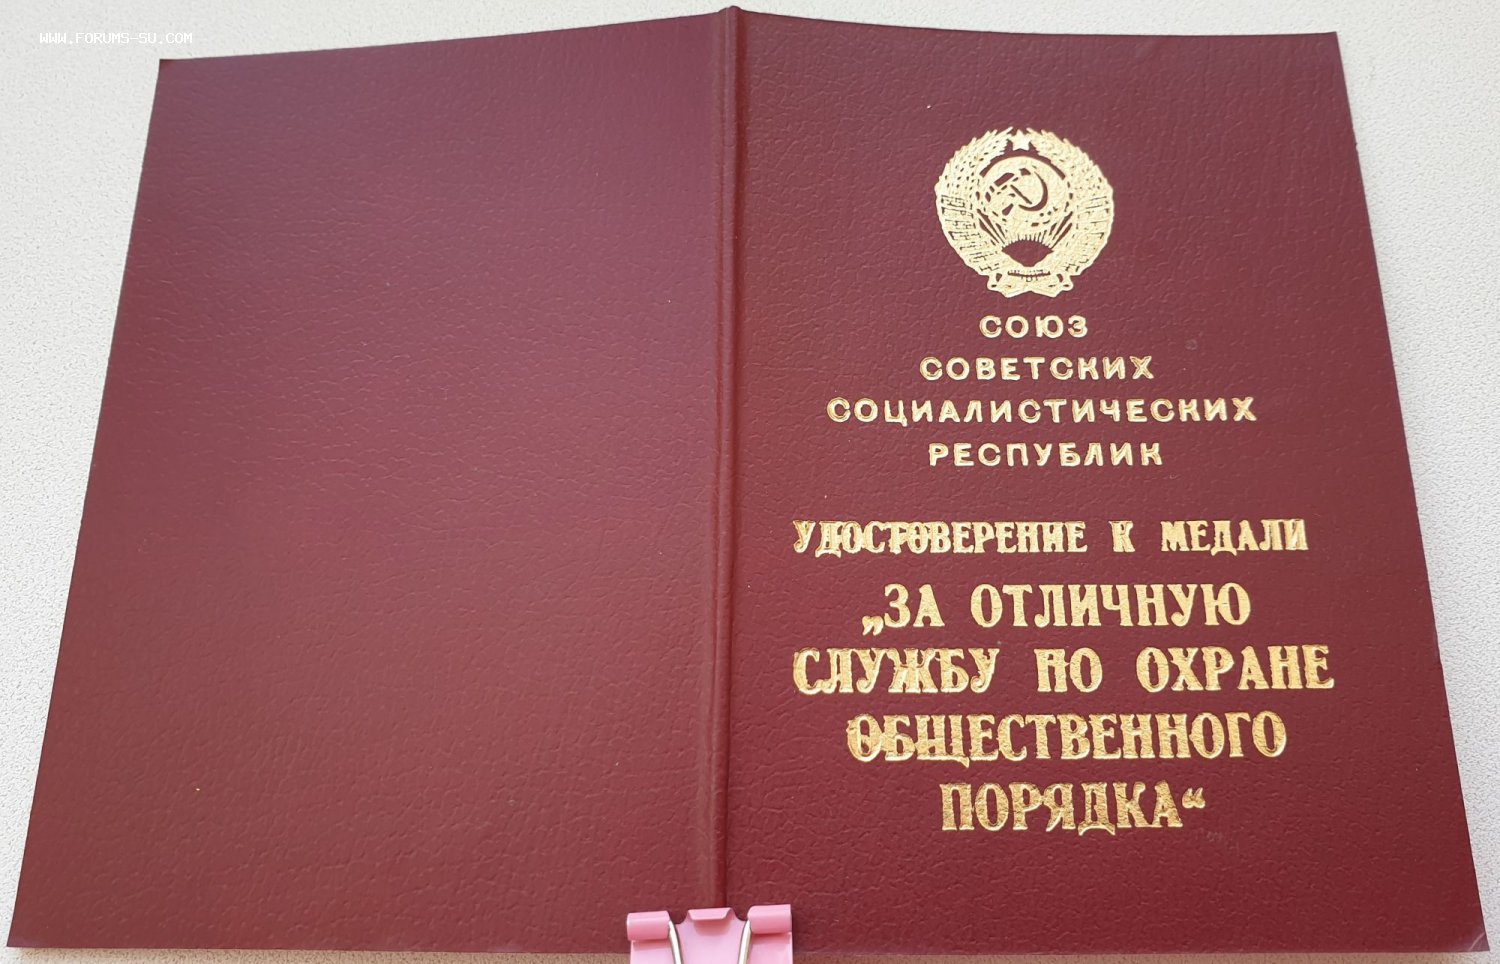 WWW.FORUMS-SU.COM
СОЮЗ
СОВЕТСКИХ
СОЦИАЛИСТИЧЕСКИХ
РЕСПУБЛИК
УДОСТОВЕРЕНИЕ К МЕДАЛИ
„ЗА ОТЛИЧНУЮ
СЛУЖБУ ПО ОХРАНЕ
ОБЩЕСТВЕННОГО
ПОРЯДКА“